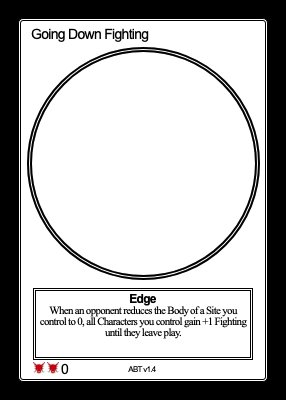 Going Down Fighting
Edge
When an opponent reduces the Body of a Site you
control to 0, all Characters you control gain +1 Fighting
until they leave play.
0
ABT v1.4